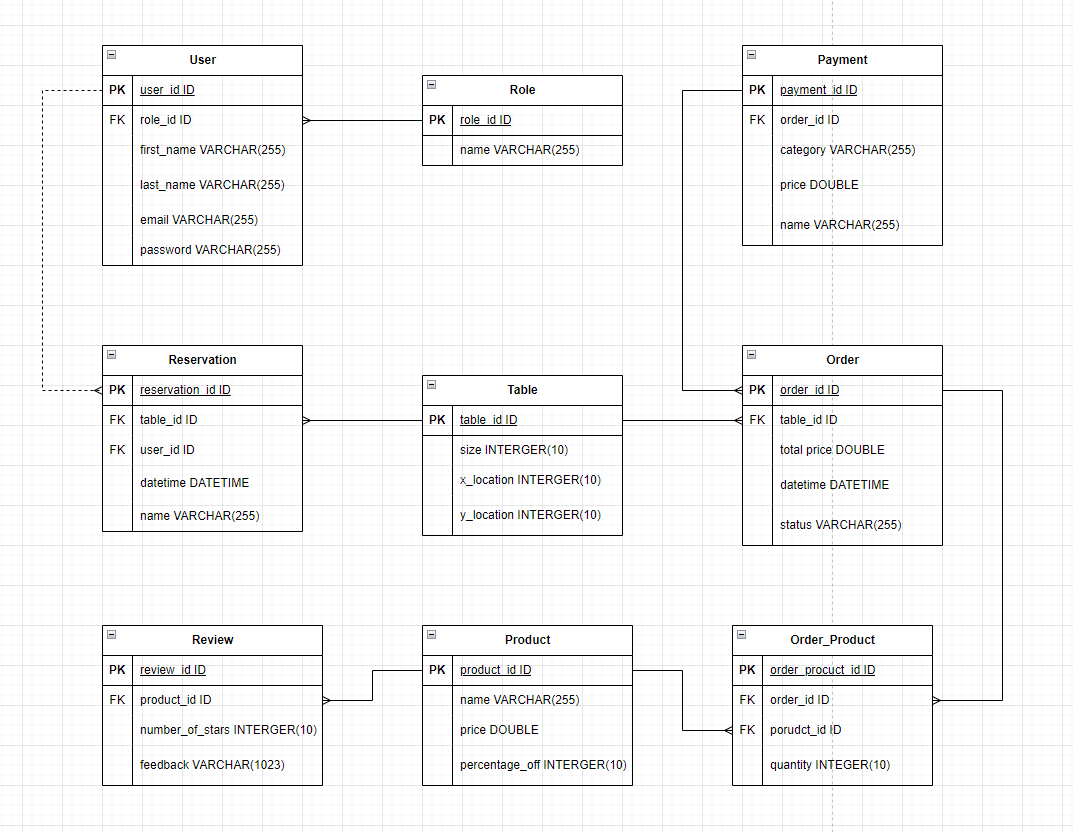 User
PK user_id ID
FK role_id ID
first_name VARCHAR(255)
last_name VARCHAR(255)
email VARCHAR(255)
password VARCHAR(255)
Role
PK role_id ID
name VARCHAR(255)
Payment
PK payment_id ID
FK order_id ID
category VARCHAR(255)
price DOUBLE
name VARCHAR(255)
Reservation
PK reservation_id ID
FK table_id ID
FK user_id ID
datetime DATETIME
name VARCHAR(255)
Table
PK table_id ID
size INTERGER(10)
x_location INTERGER(10)
y_location INTERGER(10)
Order
PK order_id ID
FK table_id ID
total price DOUBLE
datetime DATETIME
status VARCHAR(255)
Review
PK review_id ID
FK product_id ID
number_of_stars INTERGER(10)
feedback VARCHAR(1023)
Product
PK product_id ID
name VARCHAR(255)
price DOUBLE
percentage_off INTERGER(10)
Order_Product
PK order_procuct_id ID
FK order_id ID
FK porudct_id ID
quantity INTEGER(10)